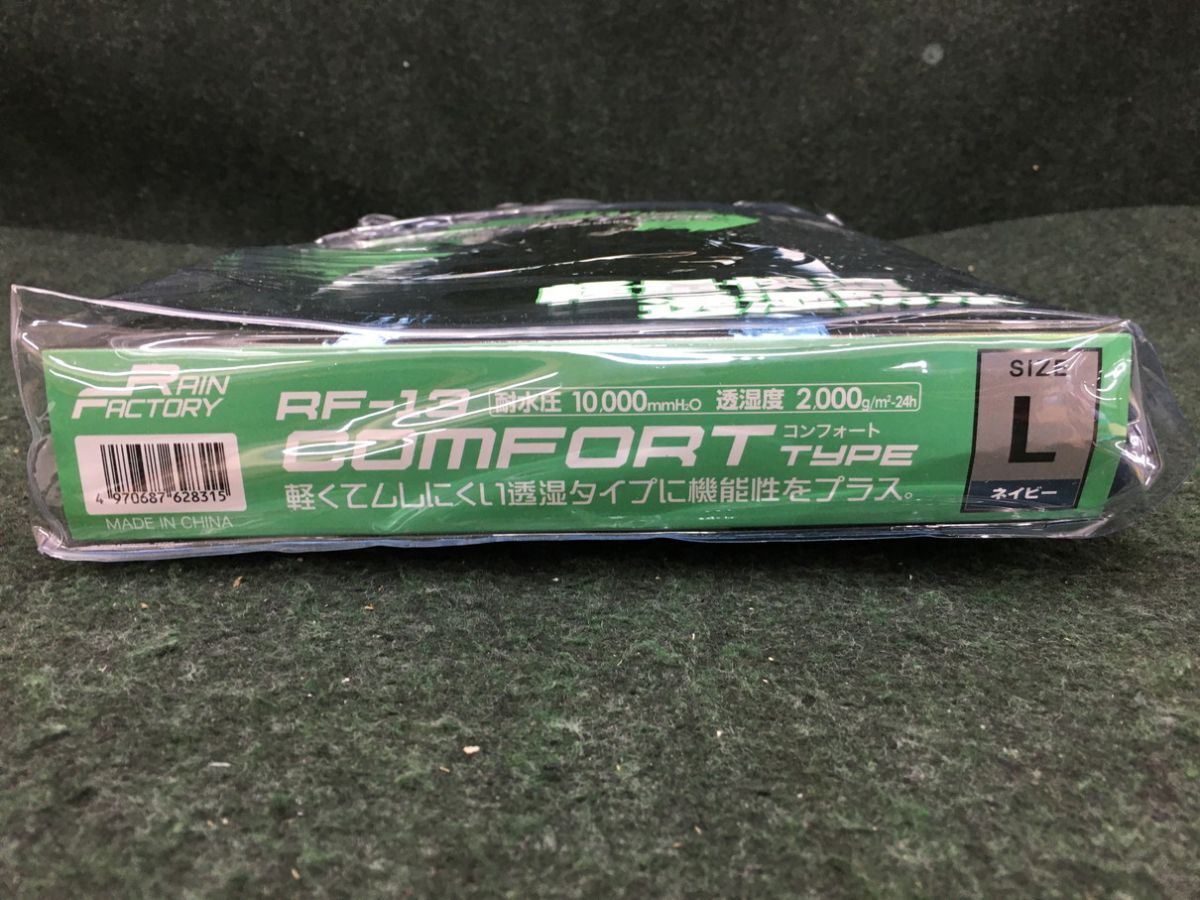 RAIN
FACTORY
4 970687 628315
MADE IN CHINA
RF-13 耐水圧 10,000mmH₂O 透湿度 2,000g/m²-24h
COMFORT コンフォート TYPE
軽くてムレにくい透湿タイプに機能性をプラス。
SIZE
L
ネイビー